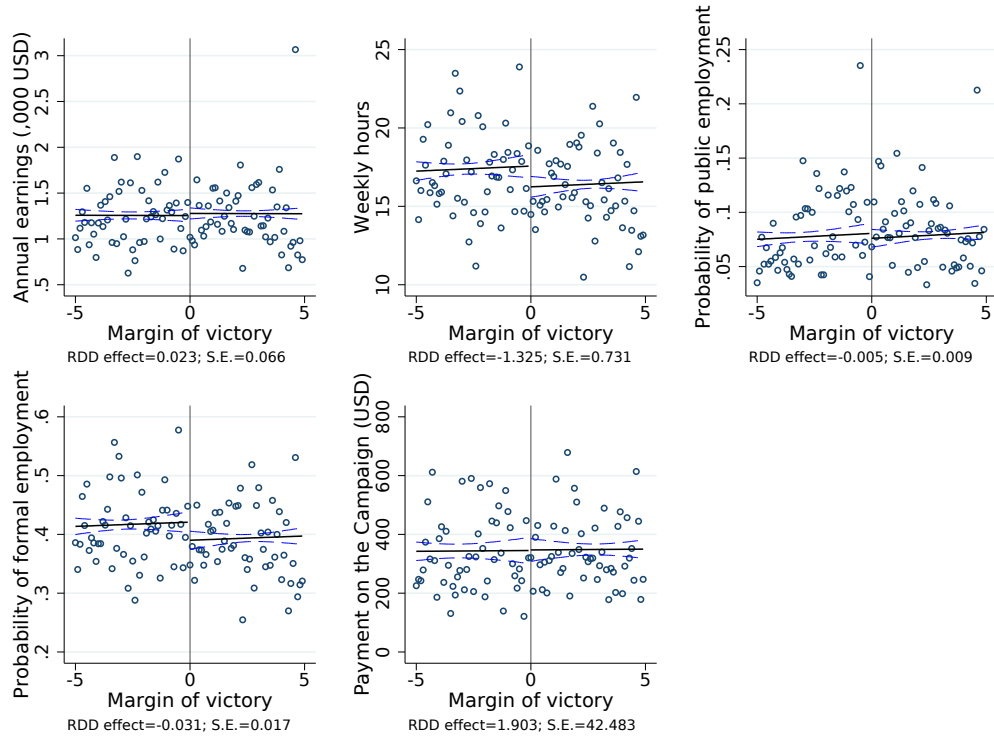 Annual earnings (,000 USD)
3
2.5
2
1.5
1
.5
-5 0 5
Margin of victory
RDD effect=0.023; S.E.=0.066
Weekly hours
25
20
15
10
-5 0 5
Margin of victory
RDD effect=-1.325; S.E.=0.731
Probability of public employment
.25
.2
.15
.1
.05
-5 0 5
Margin of victory
RDD effect=-0.005; S.E.=0.009
Probability of formal employment
.6
.5
.4
.3
.2
-5 0 5
Margin of victory
RDD effect=-0.031; S.E.=0.017
Payment on the Campaign (USD)
800
600
400
200
0
-5 0 5
Margin of victory
RDD effect=1.903; S.E.=42.483